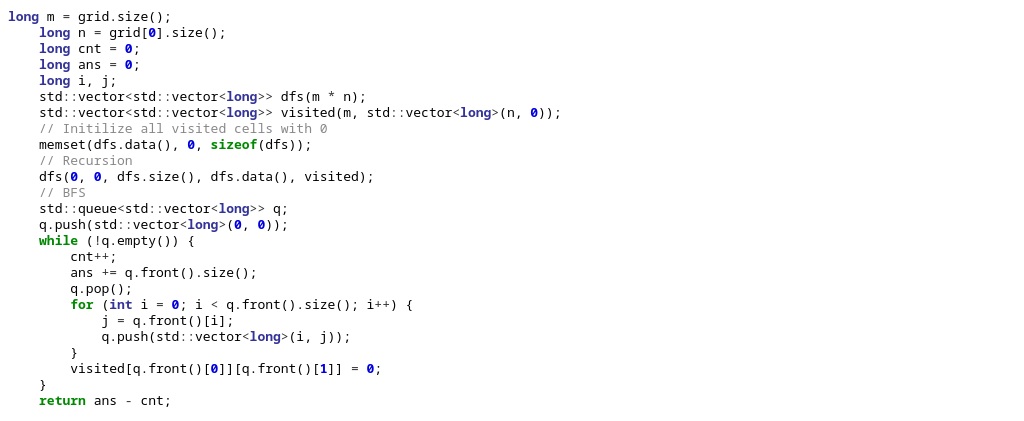 long m = grid.size();
    long n = grid[0].size();
    long cnt = 0;
    long ans = 0;
    long i, j;
    std::vector<std::vector<long>> dfs(m * n);
    std::vector<std::vector<long>> visited(m, std::vector<long>(n, 0));
    // Initilize all visited cells with 0
    memset(dfs.data(), 0, sizeof(dfs));
    // Recursion
    dfs(0, 0, dfs.size(), dfs.data(), visited);
    // BFS
    std::queue<std::vector<long>> q;
    q.push(std::vector<long>(0, 0));
    while (!q.empty()) {
        cnt++;
        ans += q.front().size();
        q.pop();
        for (int i = 0; i < q.front().size(); i++) {
            j = q.front()[i];
            q.push(std::vector<long>(i, j));
        }
        visited[q.front()[0]][q.front()[1]] = 0;
    }
    return ans - cnt;